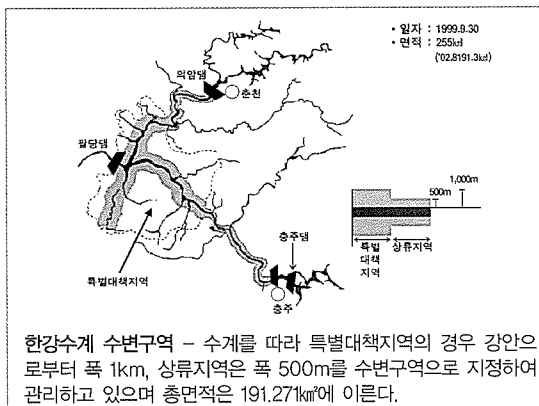 • 일자 : 1999.9.30
• 면적 : 255㎢
('02.8191.3㎢)
의암댐
춘천
팔당댐
1,000m
500m
특별대책지역
충주댐
충주
특별
대책
지역
상류지역
한강수계 수변구역 – 수계를 따라 특별대책지역의 경우 강안으
로부터 폭 1km, 상류지역은 폭 500m를 수변구역으로 지정하여
관리하고 있으며 총면적은 191.271㎢에 이른다.